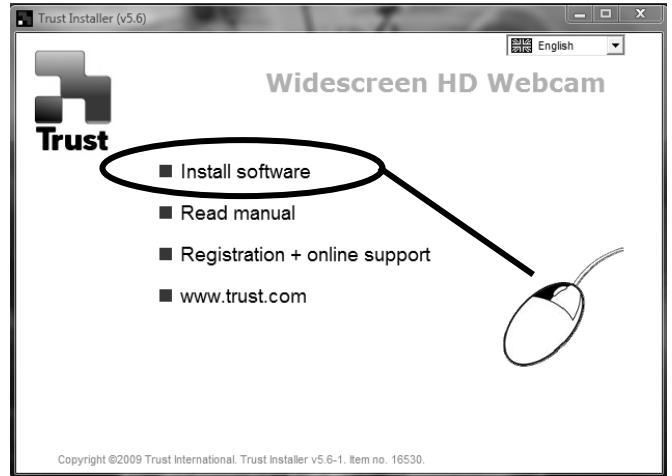 Trust Installer (v5.6)
English
Widescreen HD Webcam
Trust
Install software
Read manual
Registration + online support
www.trust.com
Copyright ©2009 Trust International. Trust Installer v5.6-1. Item no. 16530.